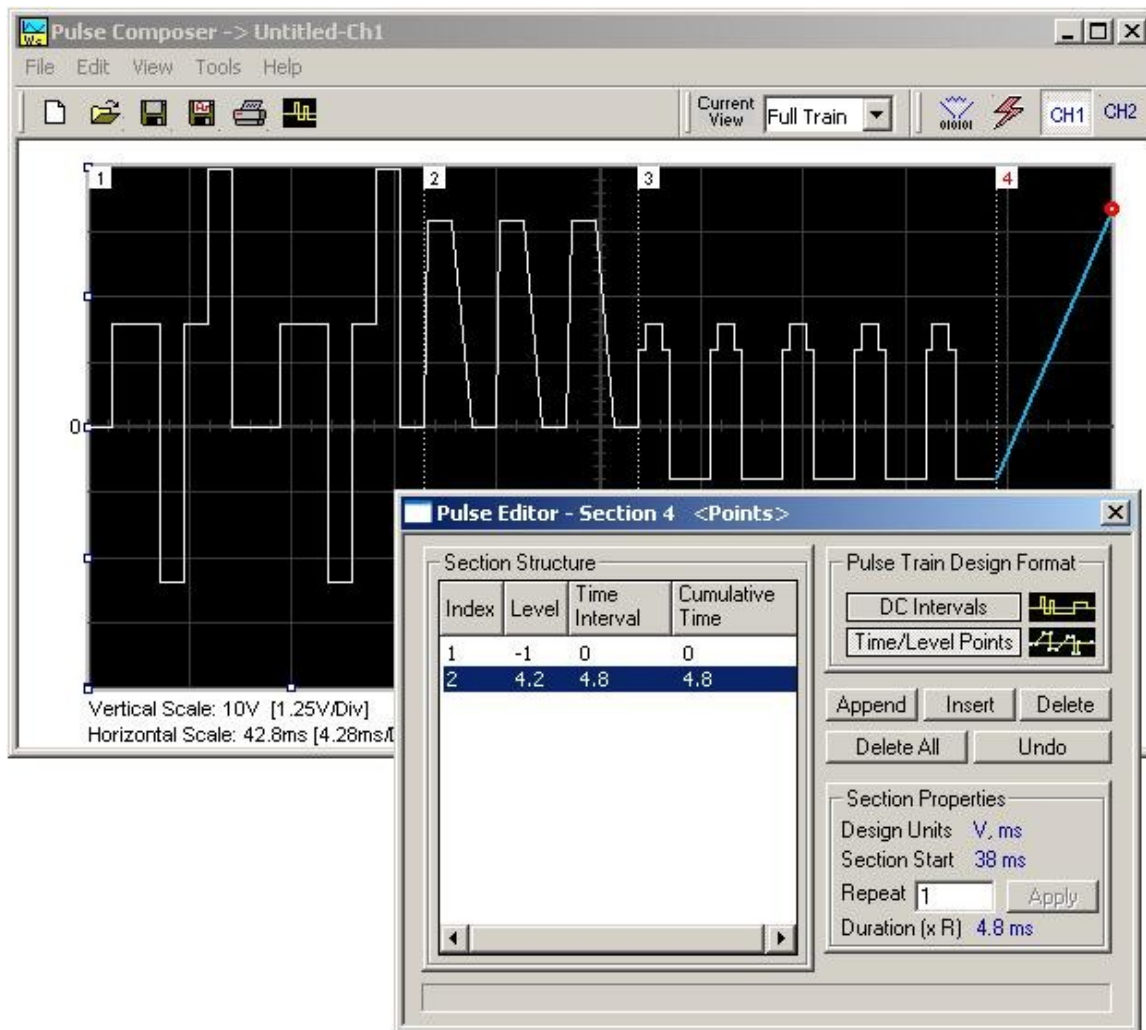 Pulse Composer -> Untitled-Ch1
File Edit View Tools Help
Current View
Full Train
010101
CH1
CH2
1
2
3
4
0
Vertical Scale: 10V [1.25V/Div]
Horizontal Scale: 42.8ms [4.28ms/
Pulse Editor - Section 4 <Points>
Section Structure
Index Level Time Interval Cumulative Time
1 -1 0 0
2 4.2 4.8 4.8
Pulse Train Design Format
DC Intervals
Time/Level Points
Append Insert Delete
Delete All Undo
Section Properties
Design Units V, ms
Section Start 38 ms
Repeat 1 Apply
Duration (x R) 4.8 ms